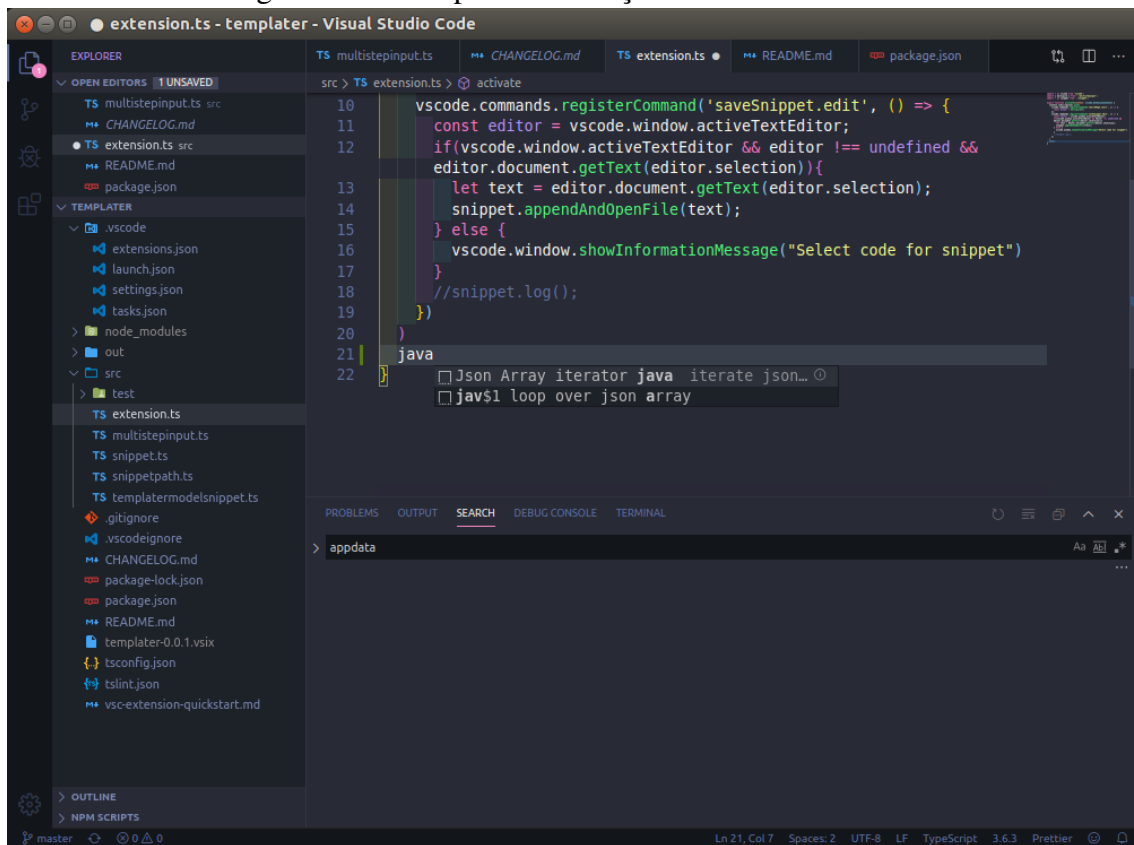 extension.ts - templater - Visual Studio Code
EXPLORER
OPEN EDITORS 1 UNSAVED
TS multistepinput.ts src
CHANGELOG.md
TS extension.ts src
README.md
package.json
TEMPLATER
.vscode
extensions.json
launch.json
settings.json
tasks.json
node_modules
out
src
test
TS extension.ts
TS multistepinput.ts
TS snippet.ts
TS snippetpath.ts
TS templatermodelsnippet.ts
.gitignore
.vscodeignore
CHANGELOG.md
package-lock.json
package.json
README.md
templater-0.0.1.vsix
tsconfig.json
tslint.json
vsc-extension-quickstart.md
OUTLINE
NPM SCRIPTS
TS multistepinput.ts CHANGELOG.md TS extension.ts README.md package.json
src > TS extension.ts > activate
10 vscode.commands.registerCommand('saveSnippet.edit', () => {
11 const editor = vscode.window.activeTextEditor;
12 if(vscode.window.activeTextEditor && editor !== undefined &&
editor.document.getText(editor.selection)){
13 let text = editor.document.getText(editor.selection);
14 snippet.appendAndOpenFile(text);
15 } else {
16 vscode.window.showInformationMessage("Select code for snippet")
17 }
18 //snippet.log();
19 })
20 )
21 java
22 }
Json Array iterator java iterate json…
jav$1 loop over json array
PROBLEMS OUTPUT SEARCH DEBUG CONSOLE TERMINAL
> appdata Aa Abl .*
master 0 0 Ln 21, Col 7 Spaces: 2 UTF-8 LF TypeScript 3.6.3 Prettier